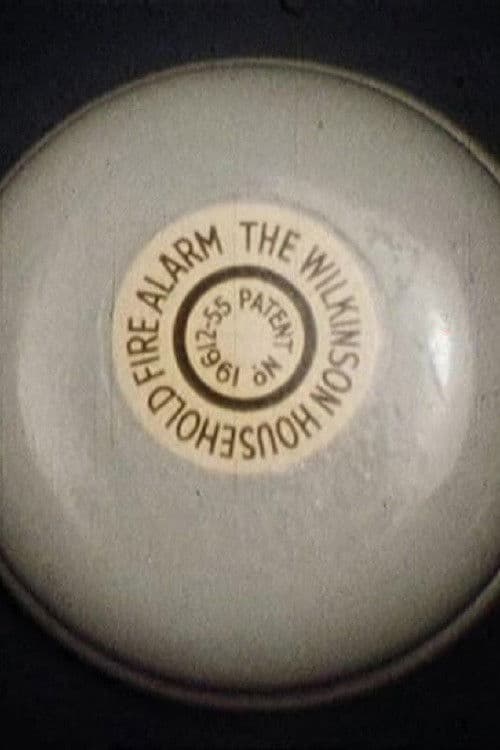 THE WILKINSON HOUSEHOLD FIRE ALARM
PATENT No 19612-55